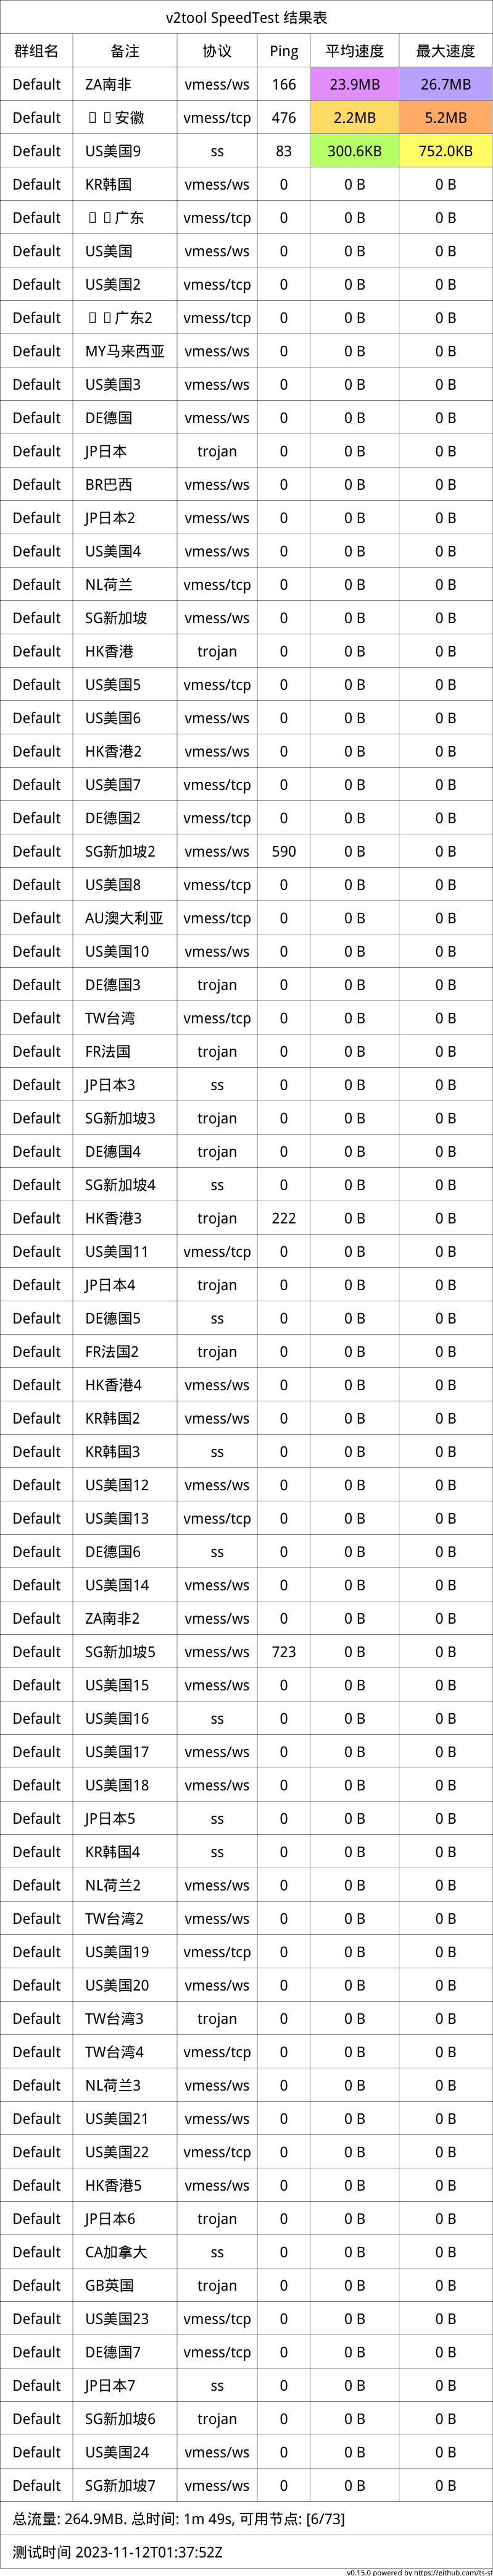 v2tool SpeedTest 结果表
群组名 备注 协议 Ping 平均速度 最大速度
Default ZA南非 vmess/ws 166 23.9MB 26.7MB
Default 安徽 vmess/tcp 476 2.2MB 5.2MB
Default US美国9 ss 83 300.6KB 752.0KB
Default KR韩国 vmess/ws 0 0 B 0 B
Default 广东 vmess/tcp 0 0 B 0 B
Default US美国 vmess/ws 0 0 B 0 B
Default US美国2 vmess/tcp 0 0 B 0 B
Default 广东2 vmess/tcp 0 0 B 0 B
Default MY马来西亚 vmess/ws 0 0 B 0 B
Default US美国3 vmess/ws 0 0 B 0 B
Default DE德国 vmess/ws 0 0 B 0 B
Default JP日本 trojan 0 0 B 0 B
Default BR巴西 vmess/ws 0 0 B 0 B
Default JP日本2 vmess/ws 0 0 B 0 B
Default US美国4 vmess/ws 0 0 B 0 B
Default NL荷兰 vmess/tcp 0 0 B 0 B
Default SG新加坡 vmess/ws 0 0 B 0 B
Default HK香港 trojan 0 0 B 0 B
Default US美国5 vmess/tcp 0 0 B 0 B
Default US美国6 vmess/ws 0 0 B 0 B
Default HK香港2 vmess/ws 0 0 B 0 B
Default US美国7 vmess/tcp 0 0 B 0 B
Default DE德国2 vmess/tcp 0 0 B 0 B
Default SG新加坡2 vmess/ws 590 0 B 0 B
Default US美国8 vmess/tcp 0 0 B 0 B
Default AU澳大利亚 vmess/tcp 0 0 B 0 B
Default US美国10 vmess/ws 0 0 B 0 B
Default DE德国3 trojan 0 0 B 0 B
Default TW台湾 vmess/tcp 0 0 B 0 B
Default FR法国 trojan 0 0 B 0 B
Default JP日本3 ss 0 0 B 0 B
Default SG新加坡3 trojan 0 0 B 0 B
Default DE德国4 trojan 0 0 B 0 B
Default SG新加坡4 ss 0 0 B 0 B
Default HK香港3 trojan 222 0 B 0 B
Default US美国11 vmess/tcp 0 0 B 0 B
Default JP日本4 trojan 0 0 B 0 B
Default DE德国5 ss 0 0 B 0 B
Default FR法国2 trojan 0 0 B 0 B
Default HK香港4 vmess/ws 0 0 B 0 B
Default KR韩国2 vmess/ws 0 0 B 0 B
Default KR韩国3 ss 0 0 B 0 B
Default US美国12 vmess/ws 0 0 B 0 B
Default US美国13 vmess/tcp 0 0 B 0 B
Default DE德国6 ss 0 0 B 0 B
Default US美国14 vmess/ws 0 0 B 0 B
Default ZA南非2 vmess/ws 0 0 B 0 B
Default SG新加坡5 vmess/ws 723 0 B 0 B
Default US美国15 vmess/ws 0 0 B 0 B
Default US美国16 ss 0 0 B 0 B
Default US美国17 vmess/ws 0 0 B 0 B
Default US美国18 vmess/ws 0 0 B 0 B
Default JP日本5 ss 0 0 B 0 B
Default KR韩国4 ss 0 0 B 0 B
Default NL荷兰2 vmess/ws 0 0 B 0 B
Default TW台湾2 vmess/ws 0 0 B 0 B
Default US美国19 vmess/tcp 0 0 B 0 B
Default US美国20 vmess/ws 0 0 B 0 B
Default TW台湾3 trojan 0 0 B 0 B
Default TW台湾4 vmess/tcp 0 0 B 0 B
Default NL荷兰3 vmess/ws 0 0 B 0 B
Default US美国21 vmess/ws 0 0 B 0 B
Default US美国22 vmess/tcp 0 0 B 0 B
Default HK香港5 vmess/ws 0 0 B 0 B
Default JP日本6 trojan 0 0 B 0 B
Default CA加拿大 ss 0 0 B 0 B
Default GB英国 trojan 0 0 B 0 B
Default US美国23 vmess/tcp 0 0 B 0 B
Default DE德国7 vmess/tcp 0 0 B 0 B
Default JP日本7 ss 0 0 B 0 B
Default SG新加坡6 trojan 0 0 B 0 B
Default US美国24 vmess/ws 0 0 B 0 B
Default SG新加坡7 vmess/ws 0 0 B 0 B
总流量: 264.9MB. 总时间: 1m 49s, 可用节点: [6/73]
测试时间 2023-11-12T01:37:52Z
v0.15.0 powered by https://github.com/ts-sf